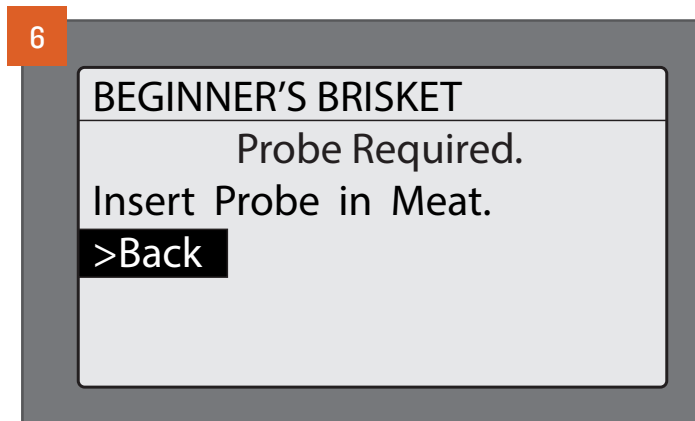 6
BEGINNER’S BRISKET
Probe Required.
Insert Probe in Meat.
>Back